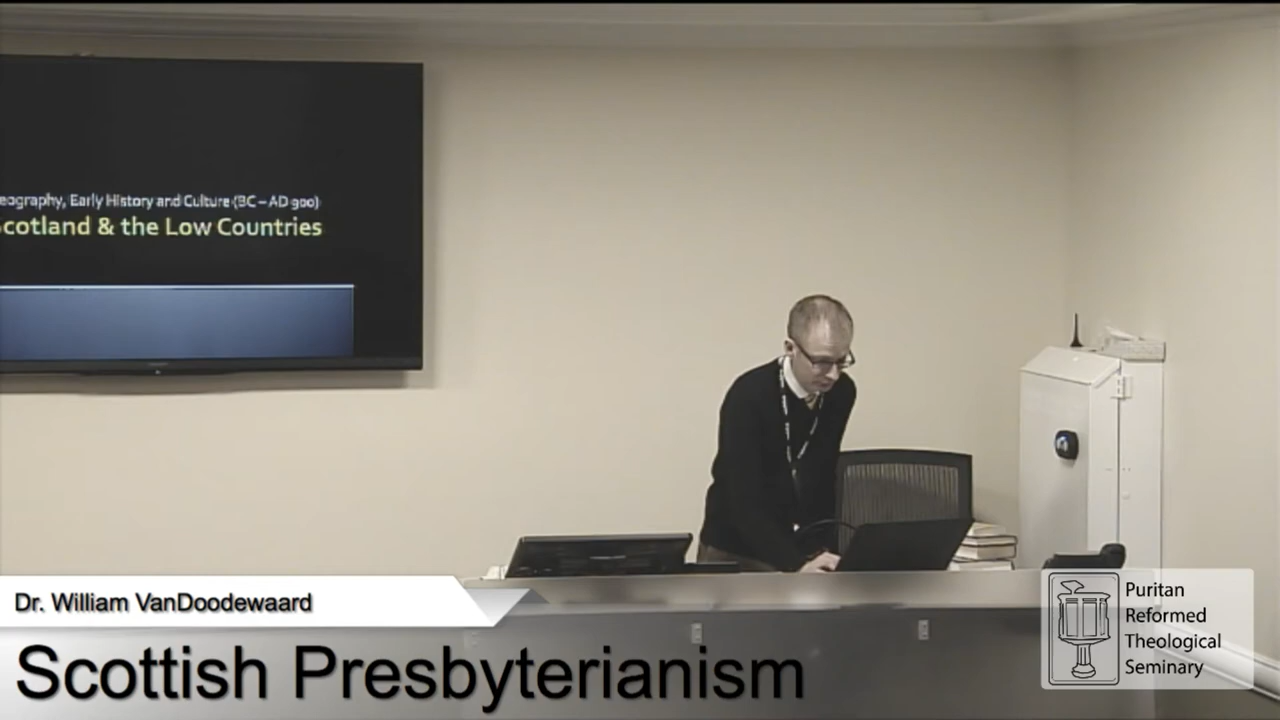 eography, Early History and Culture (BC – AD 900)
cotland & the Low Countries
Dr. William VanDoodewaard
Scottish Presbyterianism
Puritan
Reformed
Theological
Seminary